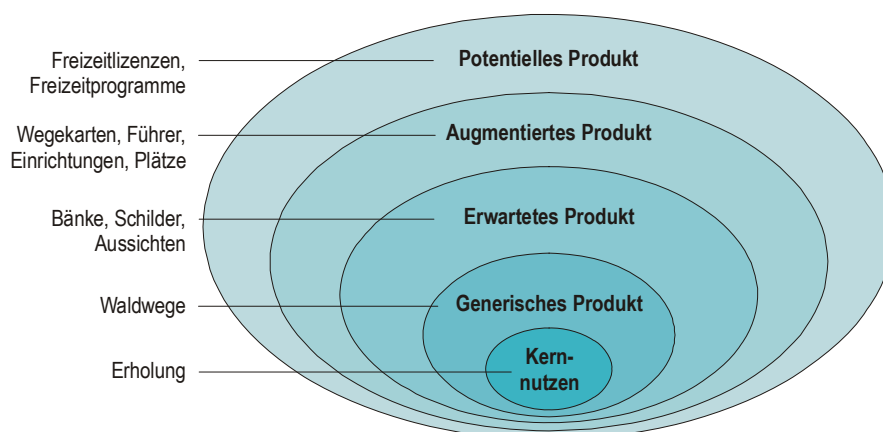 Freizeitlizenzen,
Freizeitprogramme
Potentielles Produkt
Wegekarten, Führer,
Einrichtungen, Plätze
Augmentiertes Produkt
Bänke, Schilder,
Aussichten
Erwartetes Produkt
Waldwege
Generisches Produkt
Erholung
Kern-
nutzen